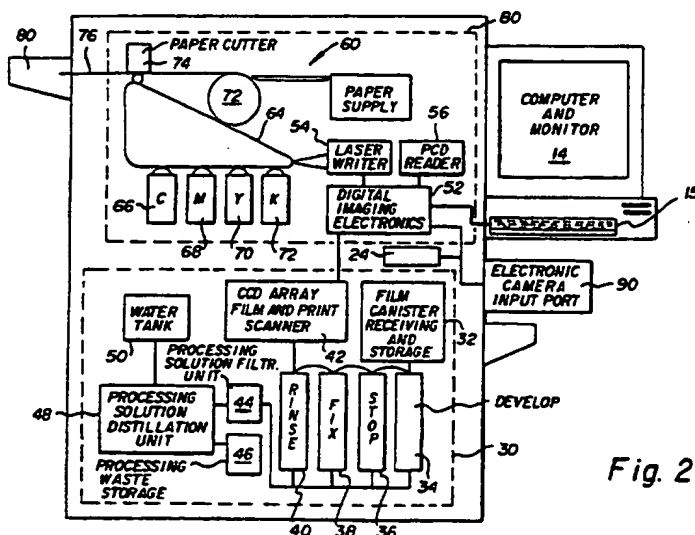 80
76
PAPER CUTTER
74
60
80
72
PAPER
SUPPLY
64
54
56
LASER
WRITER
PCD
READER
52
DIGITAL
IMAGING
ELECTRONICS
C
M
Y
K
66
68
70
72
COMPUTER
AND
MONITOR
14
15
24
ELECTRONIC
CAMERA
INPUT PORT
90
CCD ARRAY
FILM AND PRINT
SCANNER
42
FILM
CANISTER
RECEIVING
AND
STORAGE
32
WATER
TANK
50
PROCESSING
SOLUTION FILTR.
UNIT
44
48
PROCESSING
SOLUTION
DISTILLATION
UNIT
46
PROCESSING
WASTE
STORAGE
RINSE
FIX
STOP
DEVELOP
34
30
40
38
36
Fig. 2